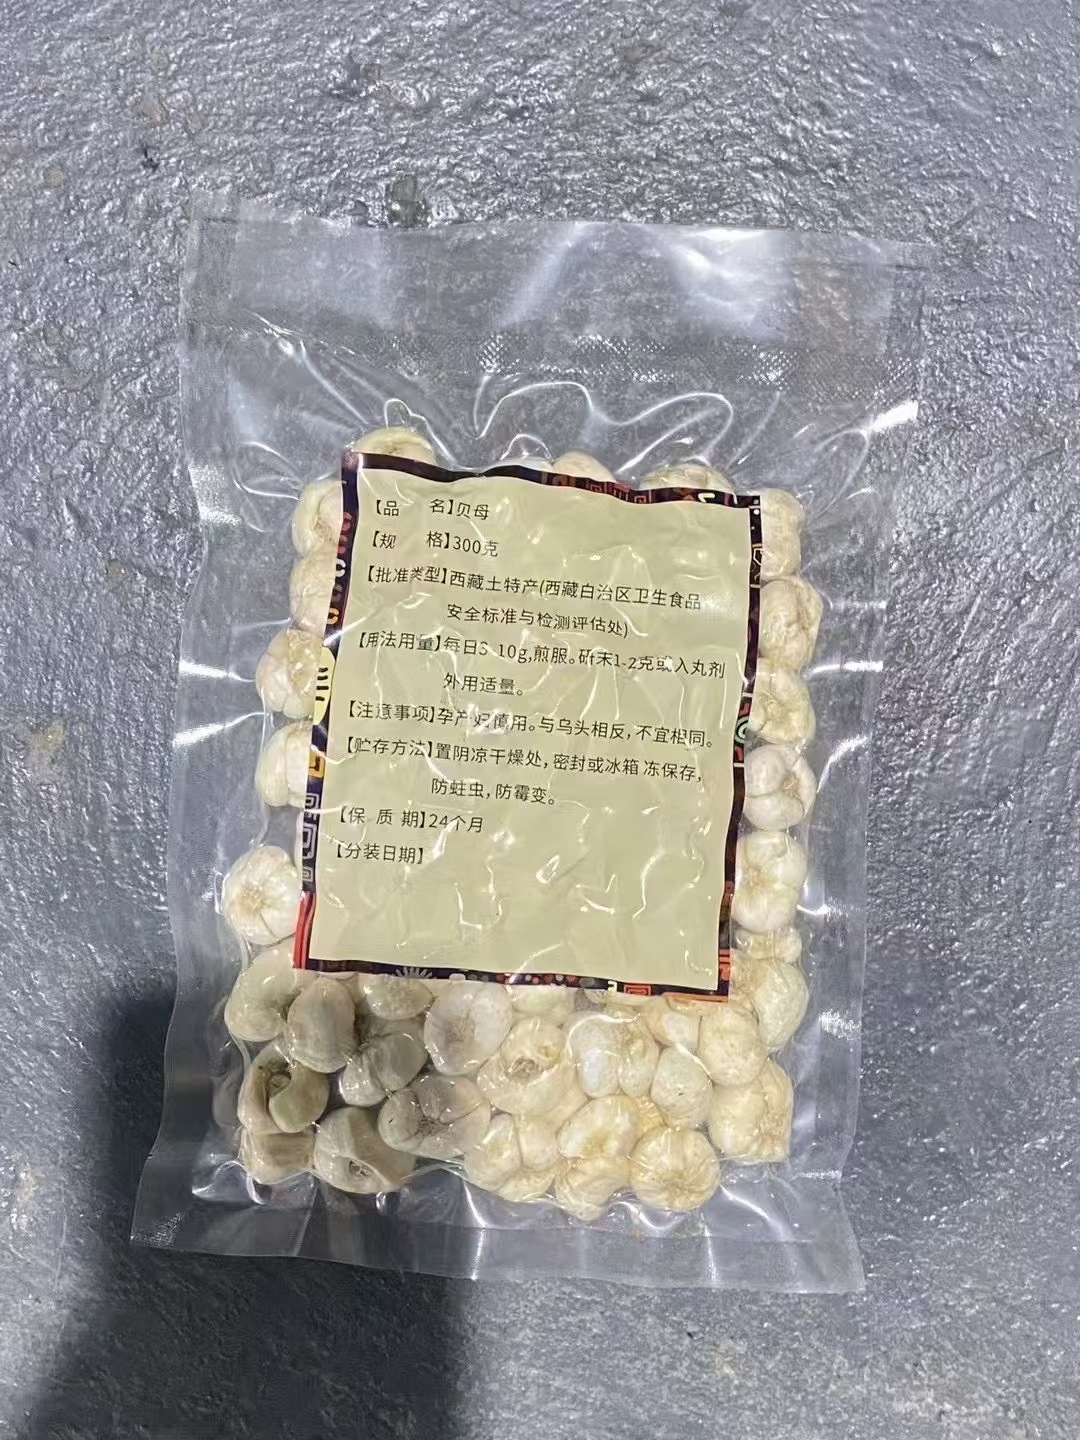 【品 名】贝母
【规 格】300克
【批准类型】西藏土特产(西藏自治区卫生食品
安全标准与检测评估处)
【用法用量】每日3-10g,煎服。研末1-2克或入丸剂
外用适量。
【注意事项】孕产妇慎用。与乌头相反,不宜相同。
【贮存方法】置阴凉干燥处,密封或冰箱 冻保存,
防蛀虫,防霉变。
【保 质 期】24个月
【分装日期】